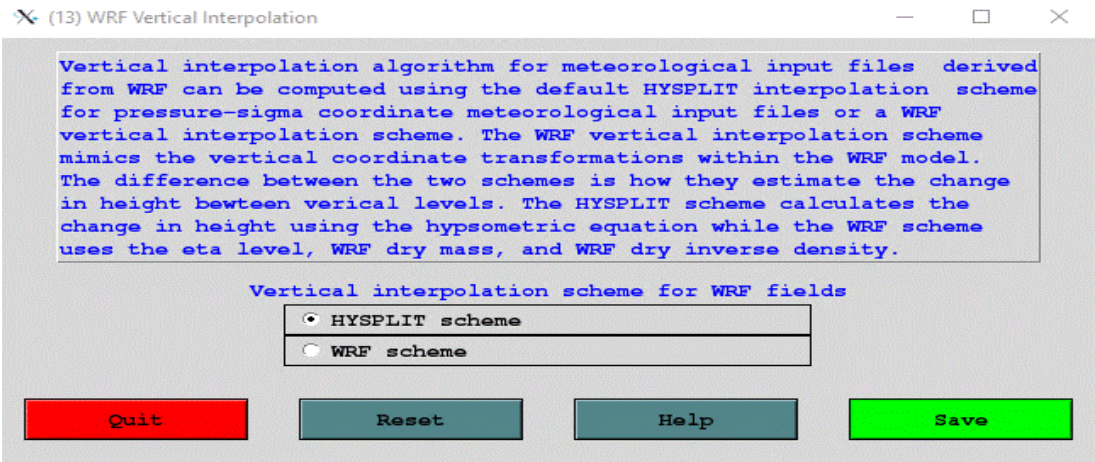 (13) WRF Vertical Interpolation
Vertical interpolation algorithm for meteorological input files  derived
from WRF can be computed using the default HYSPLIT interpolation  scheme
for pressure-sigma coordinate meteorological input files or a WRF
vertical interpolation scheme. The WRF vertical interpolation scheme
mimics the vertical coordinate transformations within the WRF model.
The difference between the two schemes is how they estimate the change
in height bewteen verical levels. The HYSPLIT scheme calculates the
change in height using the hypsometric equation while the WRF scheme
uses the eta level, WRF dry mass, and WRF dry inverse density.
Vertical interpolation scheme for WRF fields
HYSPLIT scheme
WRF scheme
Quit Reset Help Save